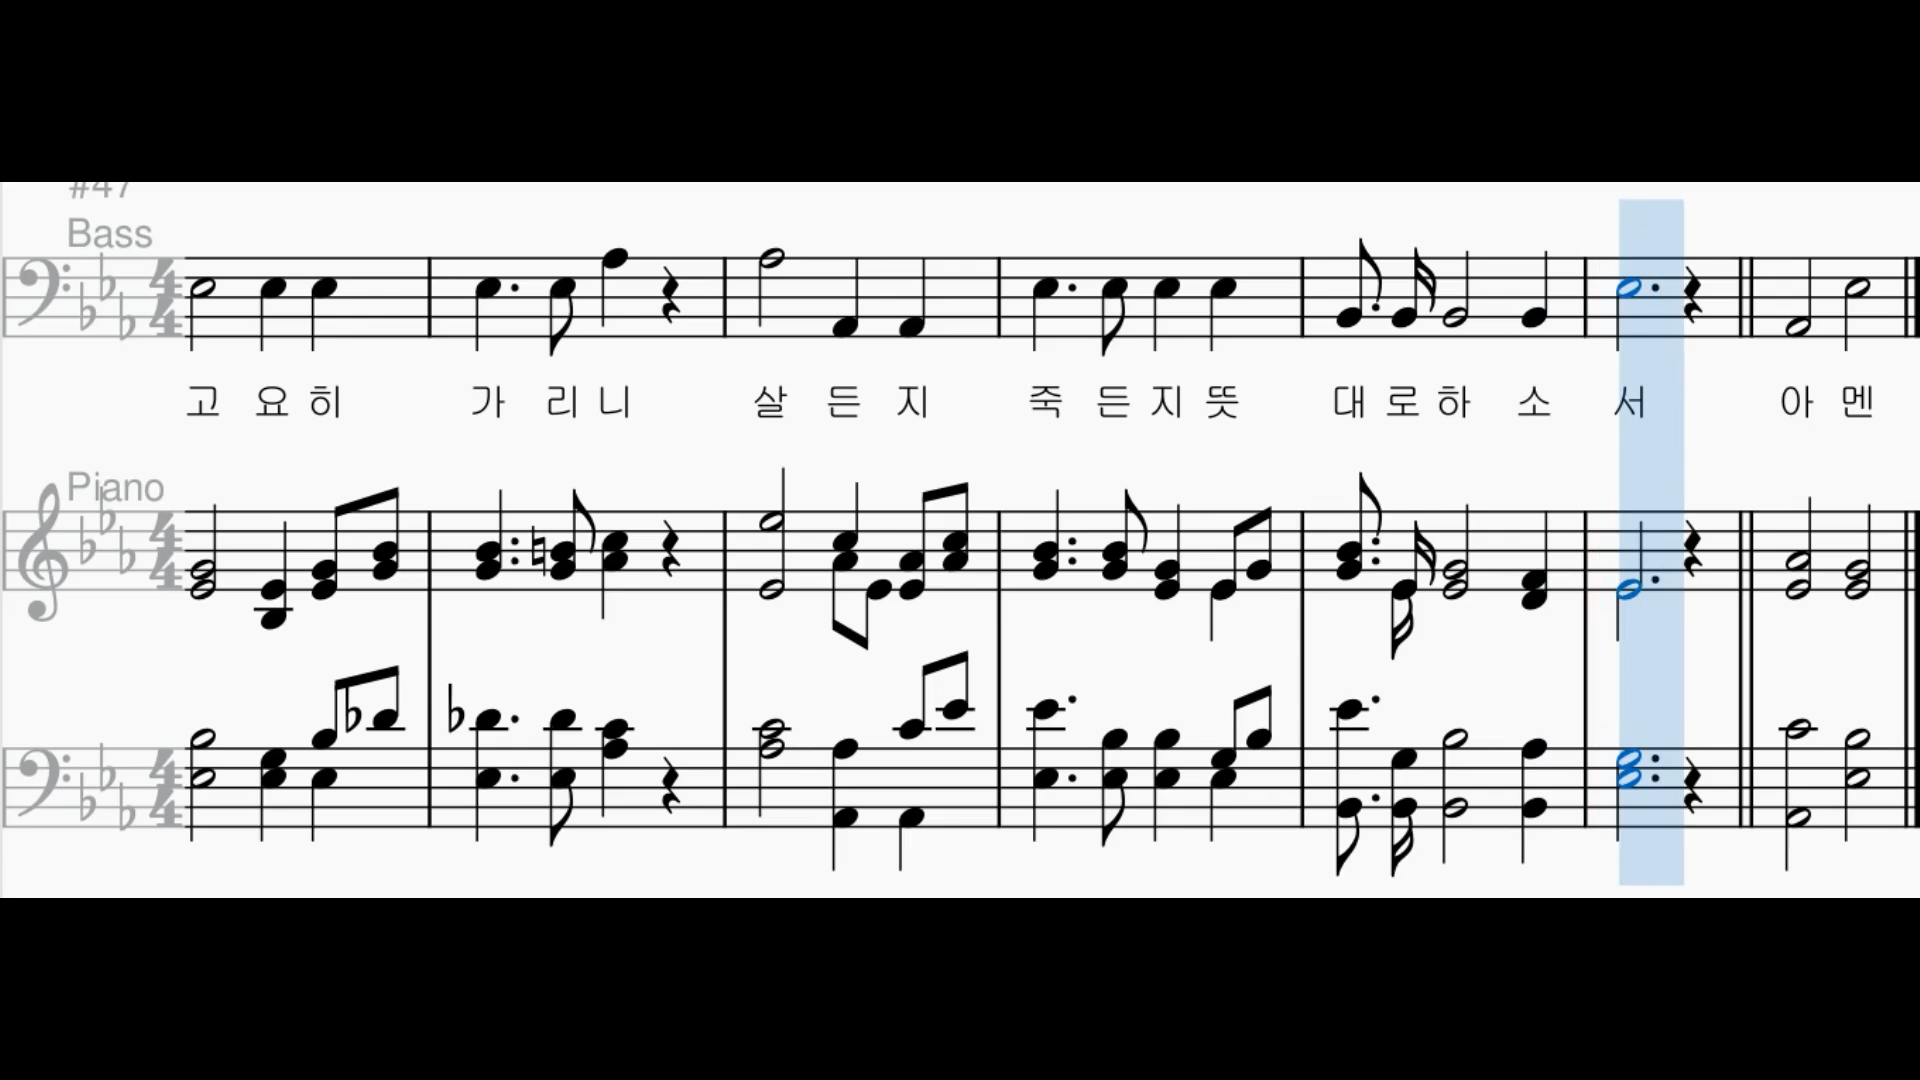 #47
Bass
고 요 히 가 리 니 살 든 지 죽 든 지 뜻 대 로 하 소 서 아 멘
Piano